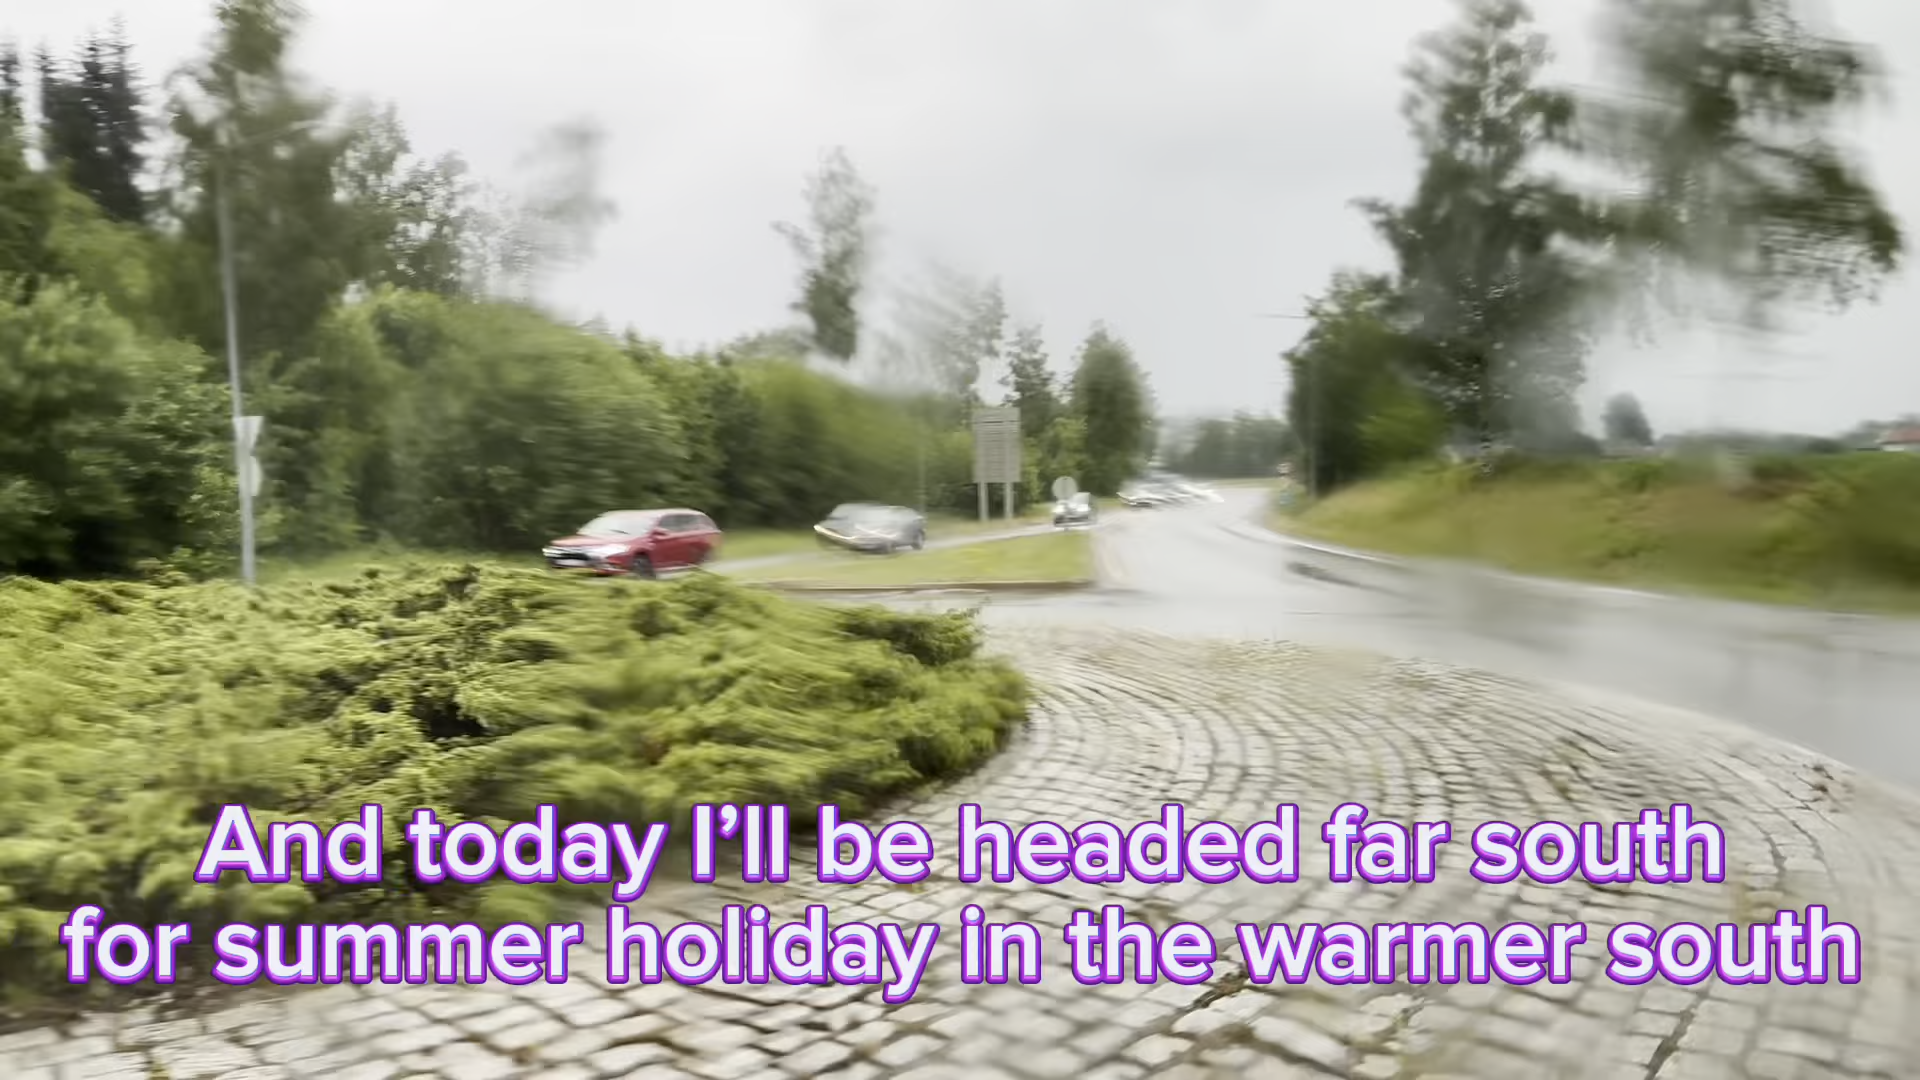 And today I’ll be headed far south
for summer holiday in the warmer south